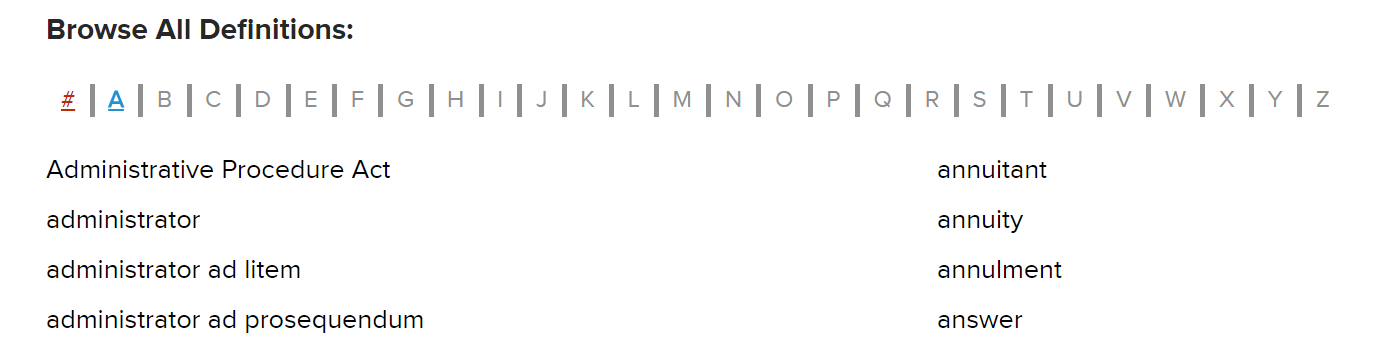 Browse All Definitions:
# | A | B | C | D | E | F | G | H | I | J | K | L | M | N | O | P | Q | R | S | T | U | V | W | X | Y | Z
Administrative Procedure Act
administrator
administrator ad litem
administrator ad prosequendum
annuitant
annuity
annulment
answer